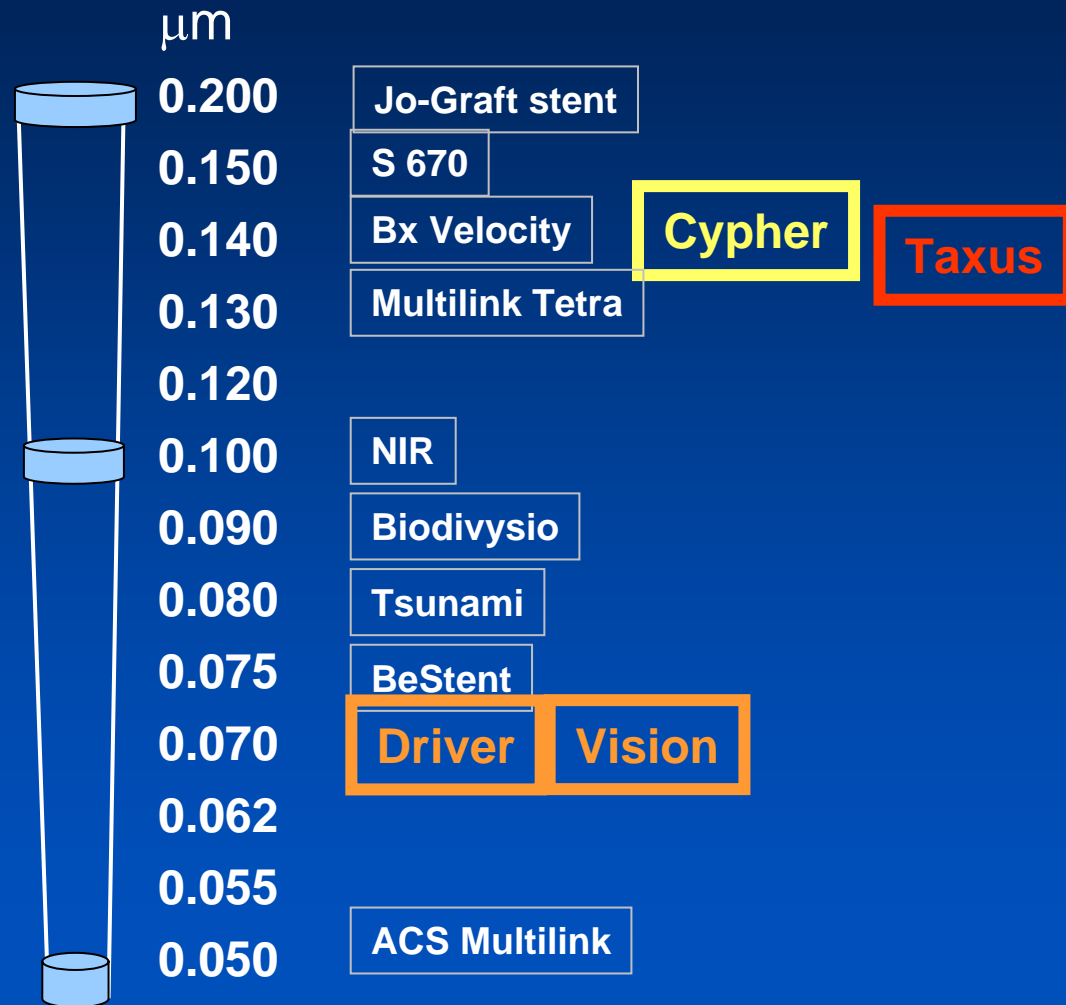 μm
0.200 Jo-Graft stent
0.150 S 670
0.140 Bx Velocity Cypher Taxus
0.130 Multilink Tetra
0.120
0.100 NIR
0.090 Biodivysio
0.080 Tsunami
0.075 BeStent
0.070 Driver Vision
0.062
0.055
0.050 ACS Multilink